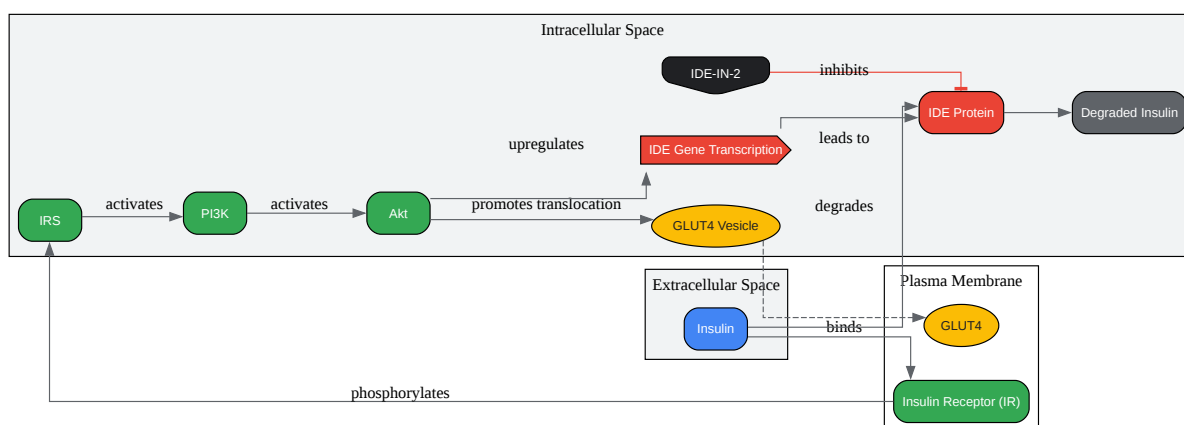 Intracellular Space
IDE-IN-2
inhibits
IDE Protein
Degraded Insulin
upregulates
IDE Gene Transcription
leads to
IRS
activates
PI3K
activates
Akt
promotes translocation
GLUT4 Vesicle
degrades
Extracellular Space
Plasma Membrane
Insulin
binds
GLUT4
phosphorylates
Insulin Receptor (IR)